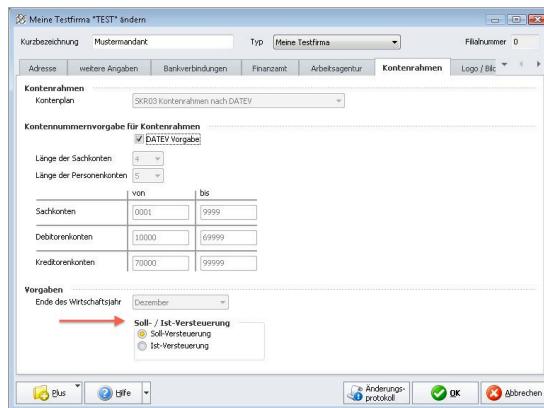 Meine Testfirma "TEST" ändern
Kurzbezeichnung Mustermandant Typ Meine Testfirma Filialnummer 0
Adresse weitere Angaben Bankverbindungen Finanzamt Arbeitsagentur Kontenrahmen Logo / Bild
Kontenrahmen
Kontenplan SKR03 Kontenrahmen nach DATEV
Kontennummernvorgabe für Kontenrahmen
DATEV Vorgabe
Länge der Sachkonten 4
Länge der Personenkonten 5
von bis
Sachkonten 0001 9999
Debitorenkonten 10000 69999
Kreditorenkonten 70000 99999
Vorgaben
Ende des Wirtschaftsjahr Dezember
Soll- / Ist-Versteuerung
Soll-Versteuerung
Ist-Versteuerung
Plus Hilfe Änderungs-
protokoll OK Abbrechen